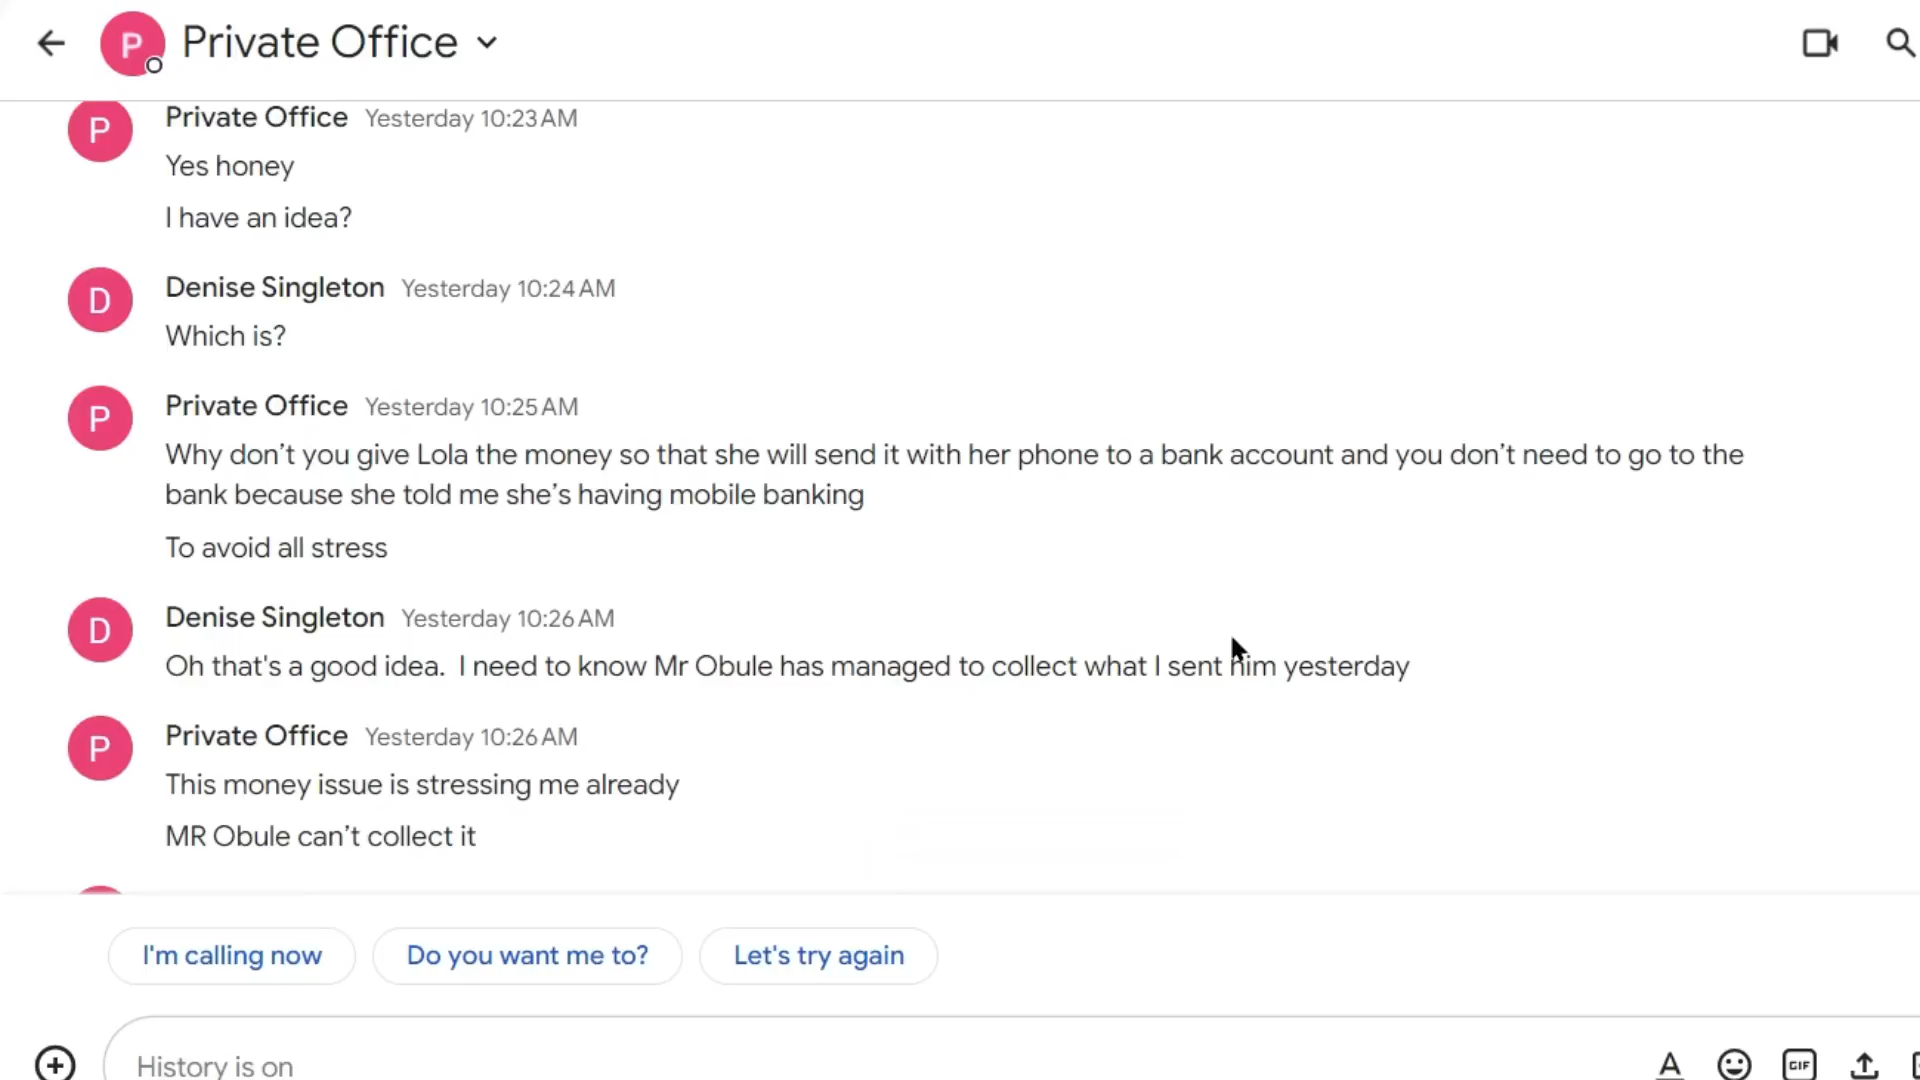 P Private Office
P Private Office Yesterday 10:23 AM
Yes honey
I have an idea?
D Denise Singleton Yesterday 10:24 AM
Which is?
P Private Office Yesterday 10:25 AM
Why don’t you give Lola the money so that she will send it with her phone to a bank account and you don’t need to go to the
bank because she told me she’s having mobile banking
To avoid all stress
D Denise Singleton Yesterday 10:26 AM
Oh that's a good idea.  I need to know Mr Obule has managed to collect what I sent him yesterday
P Private Office Yesterday 10:26 AM
This money issue is stressing me already
MR Obule can’t collect it
I'm calling now Do you want me to? Let's try again
History is on A GIF